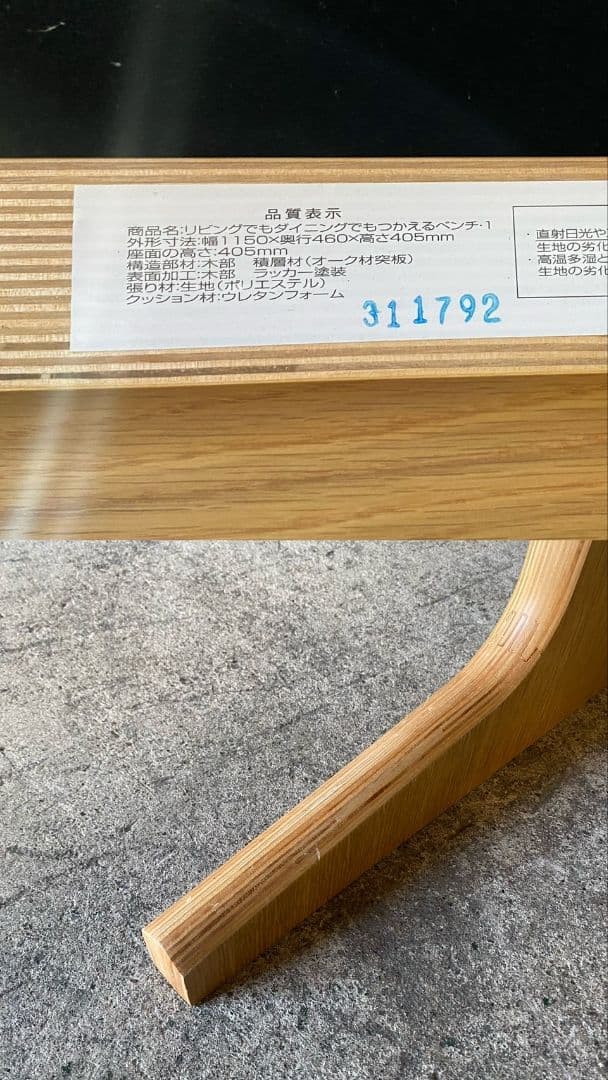 品質表示
商品名:リビングでもダイニングでもつかえるベンチ・1
外形寸法:幅1150×奥行460×高さ405mm
座面の高さ:405mm
構造部材:木部　積層材(オーク材突板)
表面加工:木部　ラッカー塗装
張り材:生地(ポリエステル)
クッション材:ウレタンフォーム
311792
・直射日光や
生地の劣化
・高温多湿と
生地の劣化